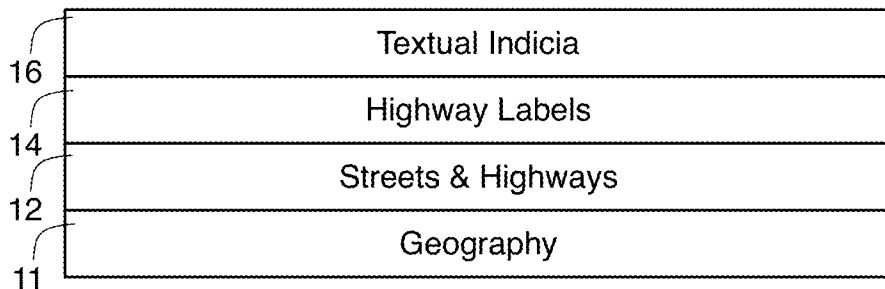 Textual Indicia
16
Highway Labels
14
Streets & Highways
12
Geography
11